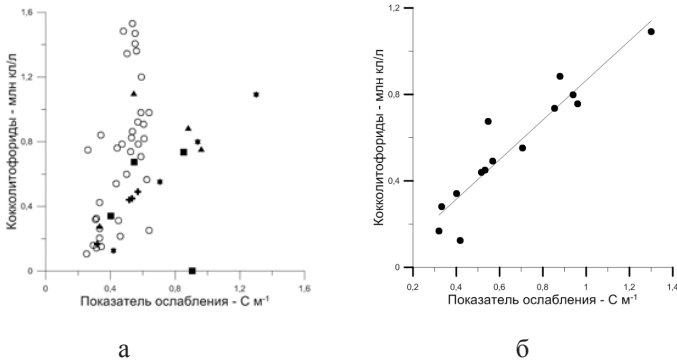 Кокколитофориды - млн кл/л
1,6
1,2
0,8
0,4
0
0 0,4 0,8 1,2 1,6
Показатель ослабления - С м⁻¹
а
Кокколитофориды - млн кл/л
1,2
0,8
0,4
0
0,2 0,4 0,6 0,8 1 1,2 1,4
Показатель ослабления - С м⁻¹
б